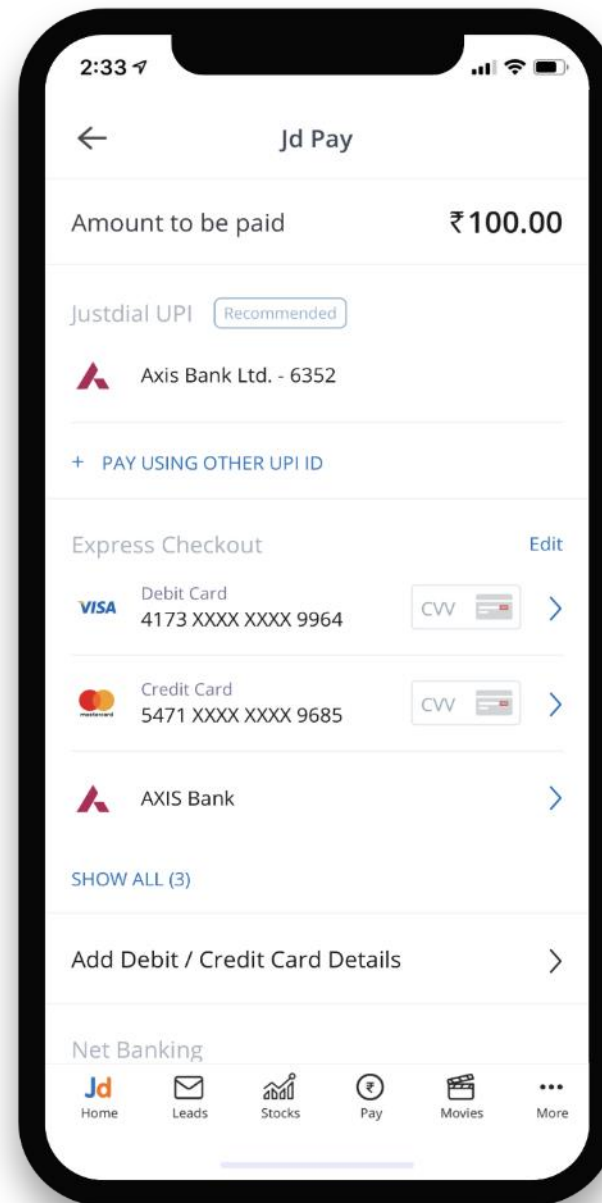 2:33
Jd Pay
Amount to be paid ₹100.00
Justdial UPI Recommended
Axis Bank Ltd. - 6352
+ PAY USING OTHER UPI ID
Express Checkout Edit
VISA Debit Card
4173 XXXX XXXX 9964 CVV
Credit Card
mastercard 5471 XXXX XXXX 9685 CVV
AXIS Bank
SHOW ALL (3)
Add Debit / Credit Card Details
Net Banking
Jd ₹
Home Leads Stocks Pay Movies More